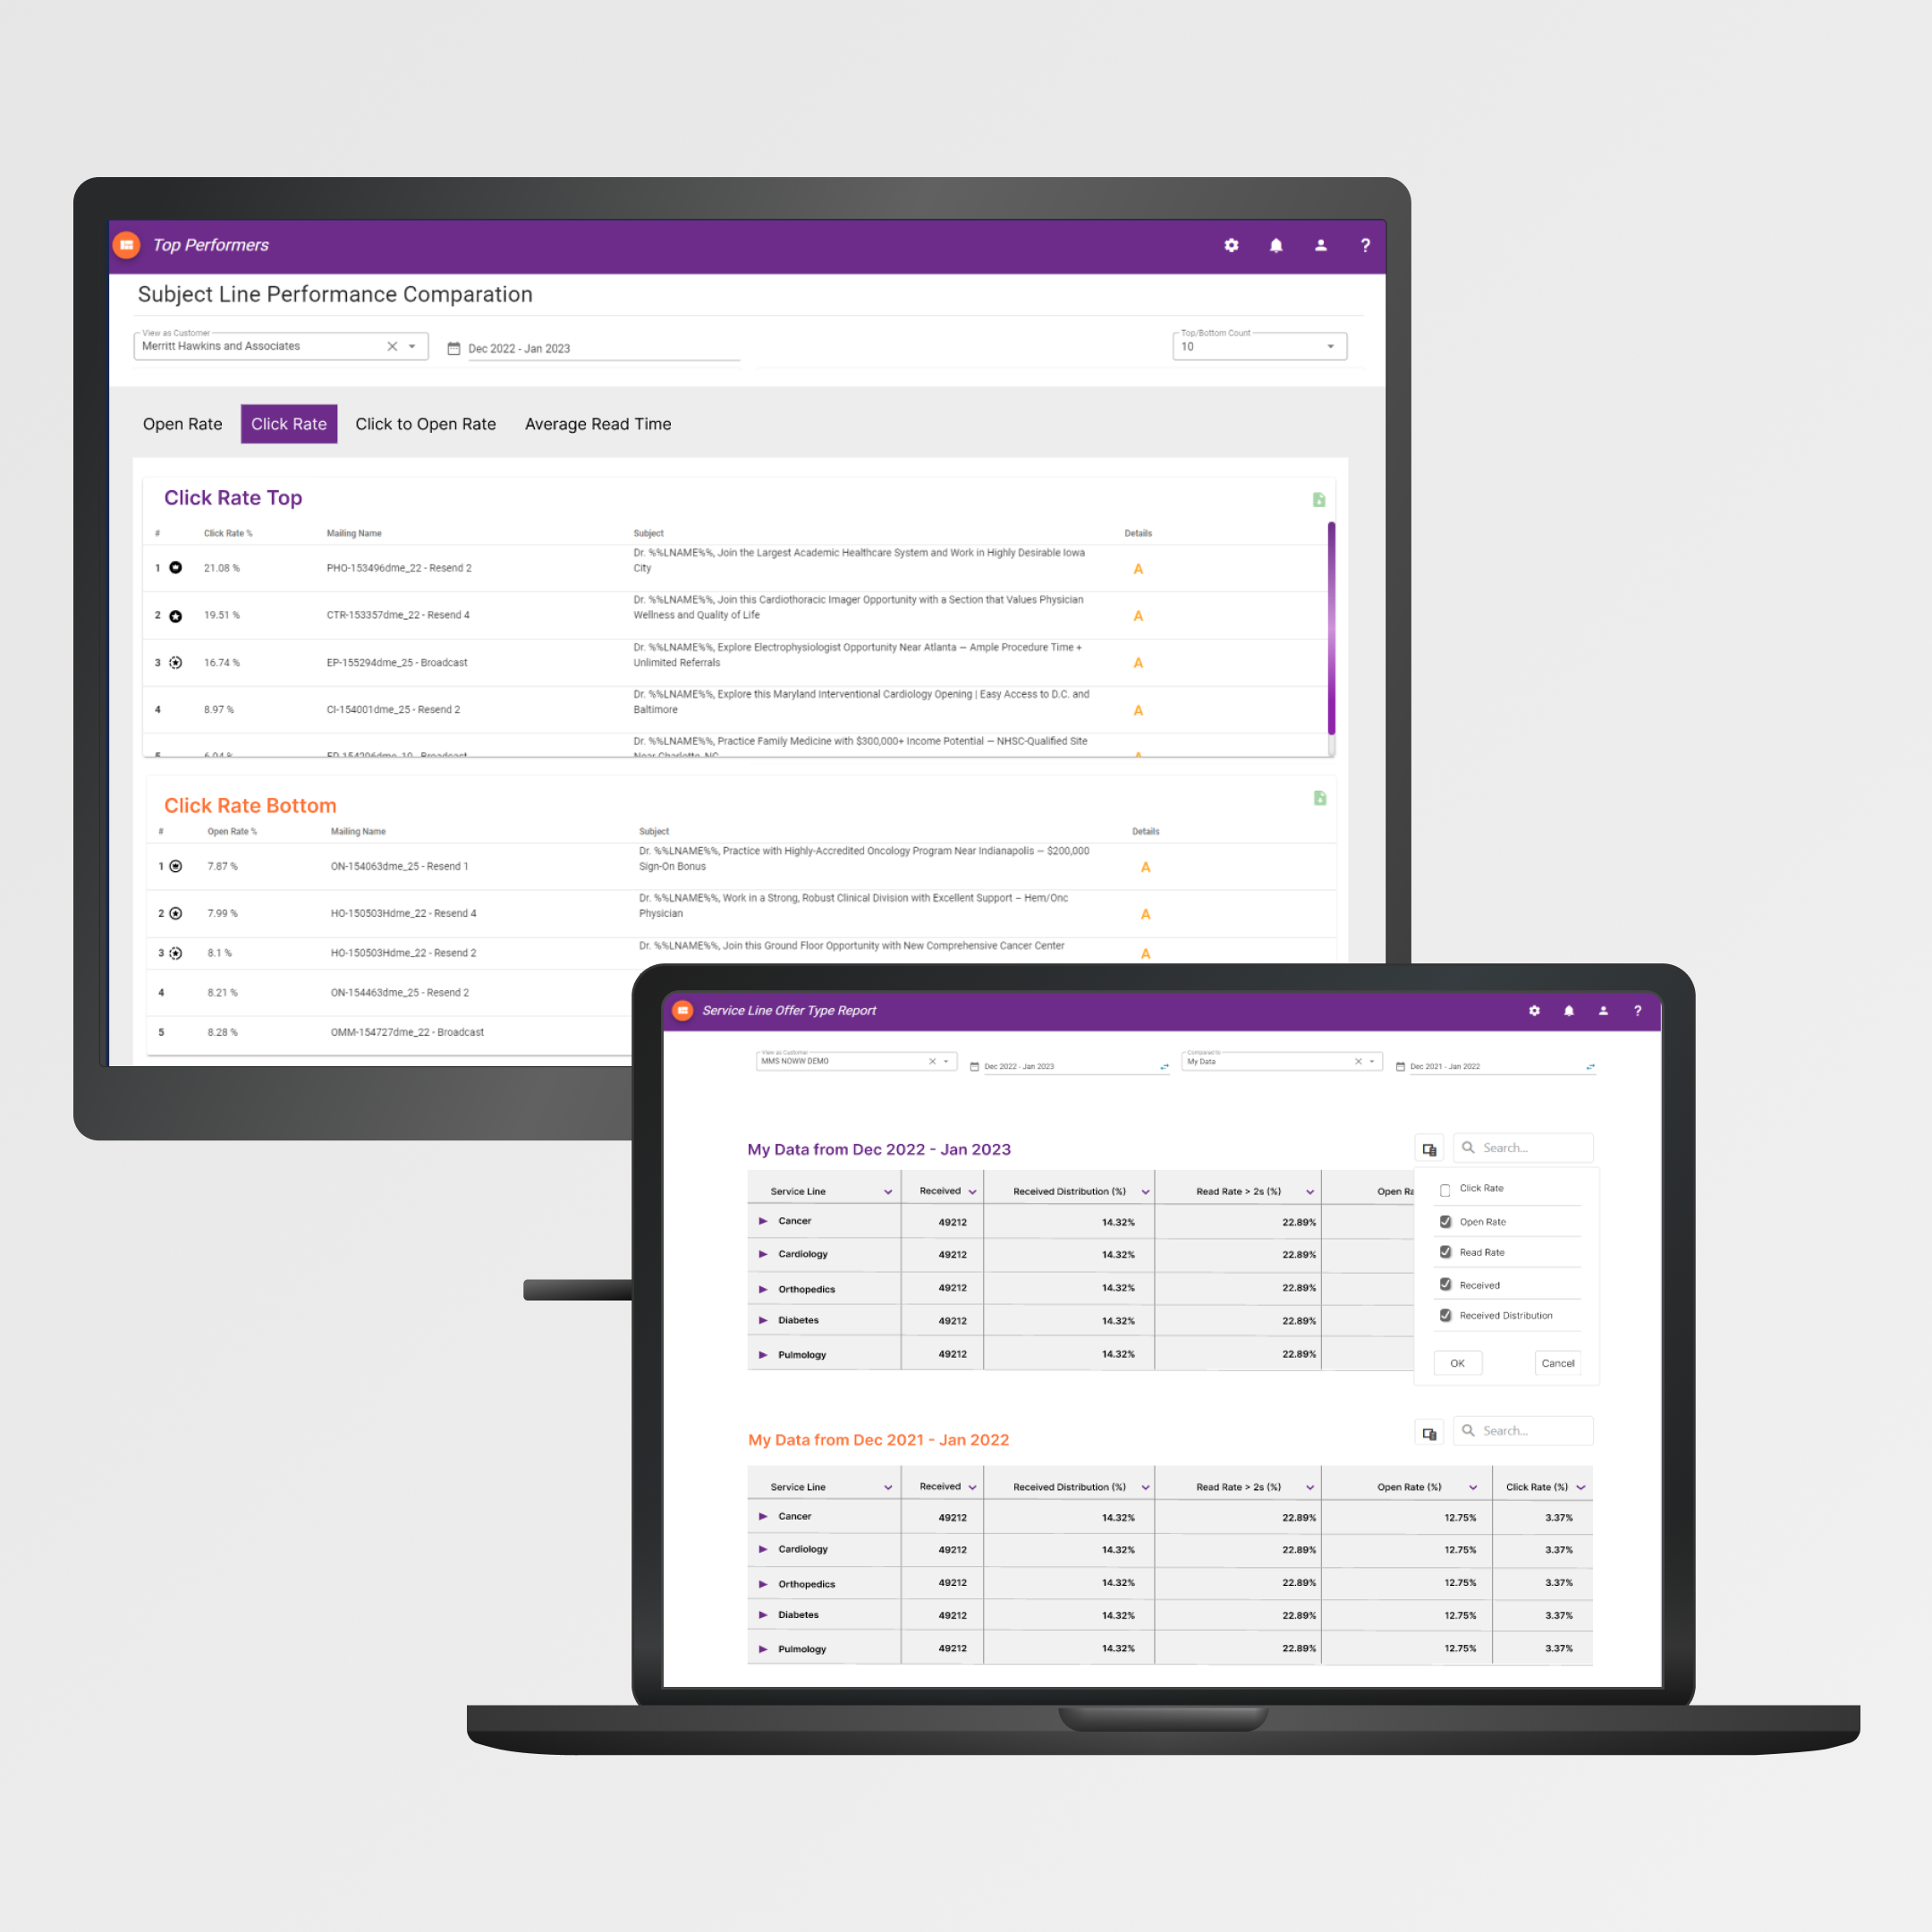 Top Performers
?
Subject Line Performance Comparation
View as Customer
Merritt Hawkins and Associates
Dec 2022 - Jan 2023
Top/Bottom Count
10
Open Rate Click Rate Click to Open Rate Average Read Time
Click Rate Top
# Click Rate % Mailing Name Subject Details
1 21.08 % PHO-153496dme_22 - Resend 2 Dr. %%LNAME%%, Join the Largest Academic Healthcare System and Work in Highly Desirable Iowa
City
A
2 19.51 % CTR-153357dme_22 - Resend 4 Dr. %%LNAME%%, Join this Cardiothoracic Imager Opportunity with a Section that Values Physician
Wellness and Quality of Life
A
3 16.74 % EP-155294dme_25 - Broadcast Dr. %%LNAME%%, Explore Electrophysiologist Opportunity Near Atlanta — Ample Procedure Time +
Unlimited Referrals
A
4 8.97 % CI-154001dme_25 - Resend 2 Dr. %%LNAME%%, Explore this Maryland Interventional Cardiology Opening | Easy Access to D.C. and
Baltimore
A
Dr. %%LNAME%%, Practice Family Medicine with $300,000+ Income Potential — NHSC-Qualified Site
5 6.04 % Broadcast Near Charlotte, NC
Click Rate Bottom
# Open Rate % Mailing Name Subject Details
1 7.87 % ON-154063dme_25 - Resend 1 Dr. %%LNAME%%, Practice with Highly-Accredited Oncology Program Near Indianapolis — $200,000
Sign-On Bonus
A
2 7.99 % HO-150503Hdme_22 - Resend 4 Dr. %%LNAME%%, Work in a Strong, Robust Clinical Division with Excellent Support – Hem/Onc
Physician
A
3 8.1 % HO-150503Hdme_22 - Resend 2 Dr. %%LNAME%%, Join this Ground Floor Opportunity with New Comprehensive Cancer Center
A
4 8.21 % ON-154463dme_25 - Resend 2
5 8.28 % OMM-154727dme_22 - Broadcast
Service Line Offer Type Report
?
View as Customer
MMS NOWW DEMO
Dec 2022 - Jan 2023
Compared to
My Data
Dec 2021 - Jan 2022
My Data from Dec 2022 - Jan 2023
Search...
Service Line Received Received Distribution (%) Read Rate > 2s (%) Open Ra
Cancer 49212 14.32% 22.89%
Cardiology 49212 14.32% 22.89%
Orthopedics 49212 14.32% 22.89%
Diabetes 49212 14.32% 22.89%
Pulmology 49212 14.32% 22.89%
Click Rate
Open Rate
Read Rate
Received
Received Distribution
OK Cancel
My Data from Dec 2021 - Jan 2022
Search...
Service Line Received Received Distribution (%) Read Rate > 2s (%) Open Rate (%) Click Rate (%)
Cancer 49212 14.32% 22.89% 12.75% 3.37%
Cardiology 49212 14.32% 22.89% 12.75% 3.37%
Orthopedics 49212 14.32% 22.89% 12.75% 3.37%
Diabetes 49212 14.32% 22.89% 12.75% 3.37%
Pulmology 49212 14.32% 22.89% 12.75% 3.37%